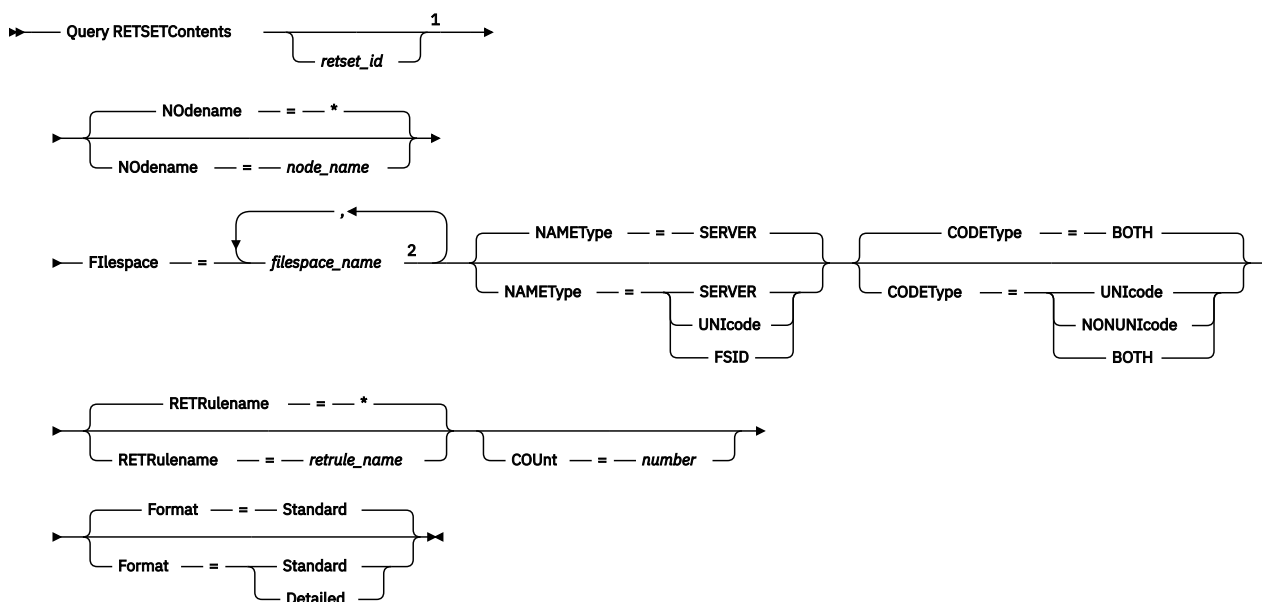 Query RETSETContents
retset_id
1
NOdename = *
NOdename = node_name
FIlespace = filespace_name 2
,
NAMEType = SERVER
NAMEType = SERVER
UNIcode
FSID
CODEType = BOTH
CODEType = UNIcode
NONUNIcode
BOTH
RETRulename = *
RETRulename = retrule_name
COUnt = number
Format = Standard
Format = Standard
Detailed